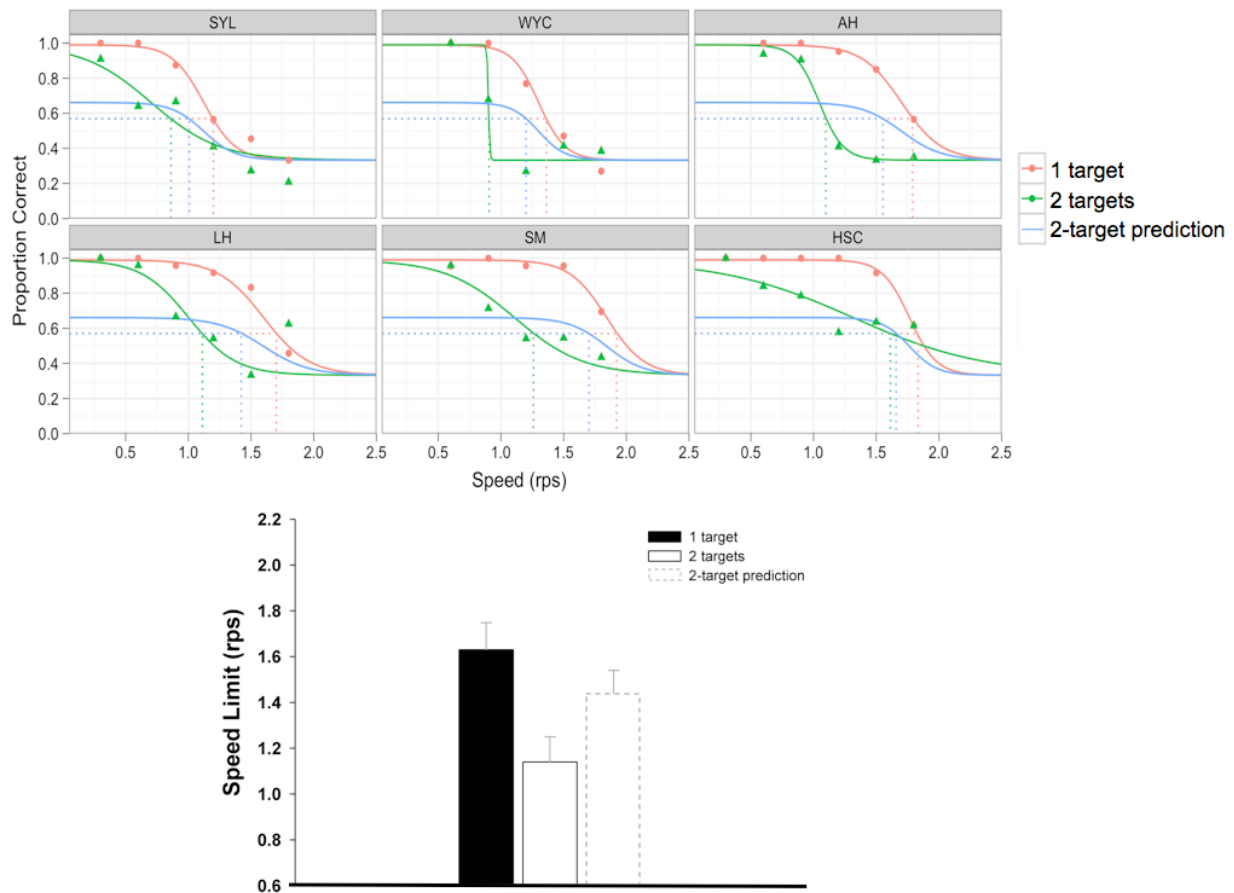 SYL WYC AH
1.0
0.8
0.6
0.4
0.2
0.0
1 target
2 targets
2-target prediction
Proportion Correct
LH SM HSC
1.0
0.8
0.6
0.4
0.2
0.0
0.5 1.0 1.5 2.0 2.5 0.5 1.0 1.5 2.0 2.5 0.5 1.0 1.5 2.0 2.5
Speed (rps)
2.2
2.0
1.8
1.6
1.4
1.2
1.0
0.8
0.6
Speed Limit (rps)
1 target
2 targets
2-target prediction